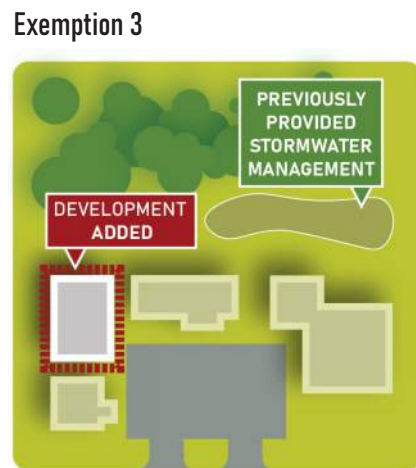 Exemption 3
PREVIOUSLY
PROVIDED
STORMWATER
MANAGEMENT
DEVELOPMENT
ADDED